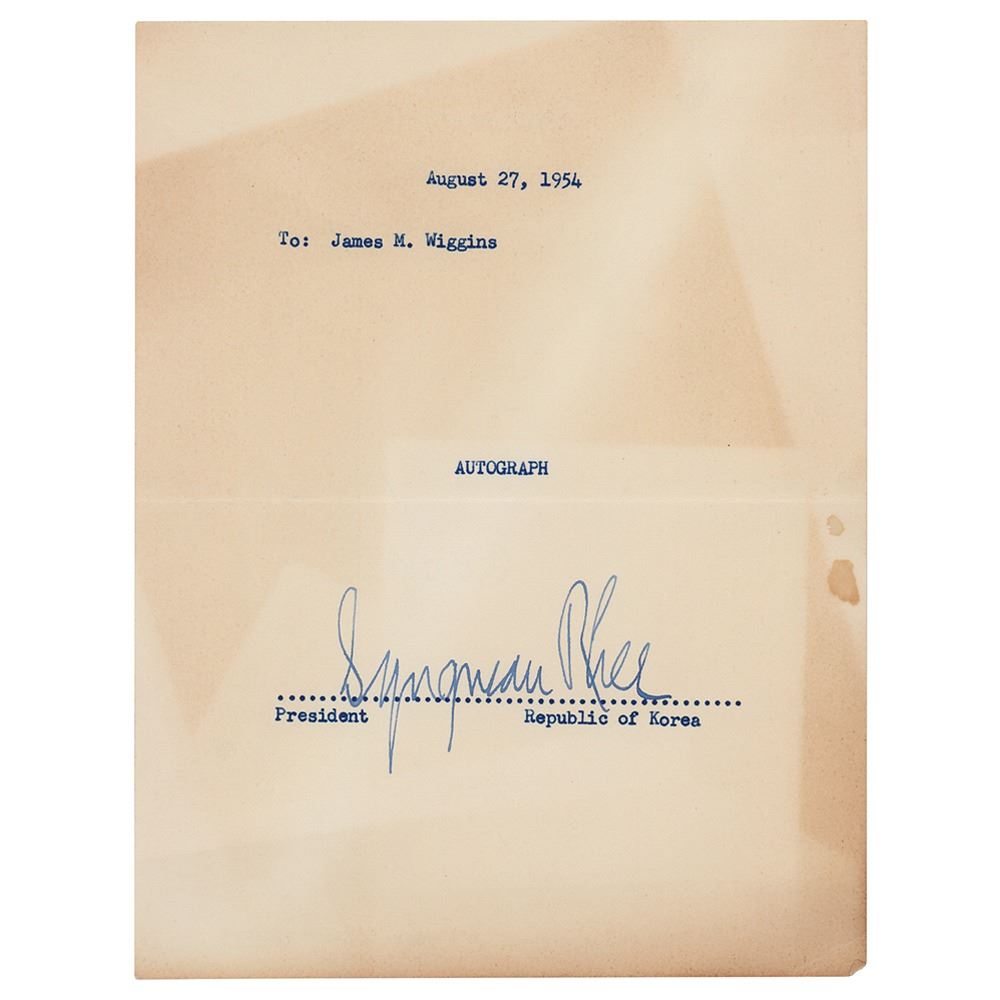 August 27, 1954
To: James M. Wiggins
AUTOGRAPH
Syngman Rhee
President Republic of Korea